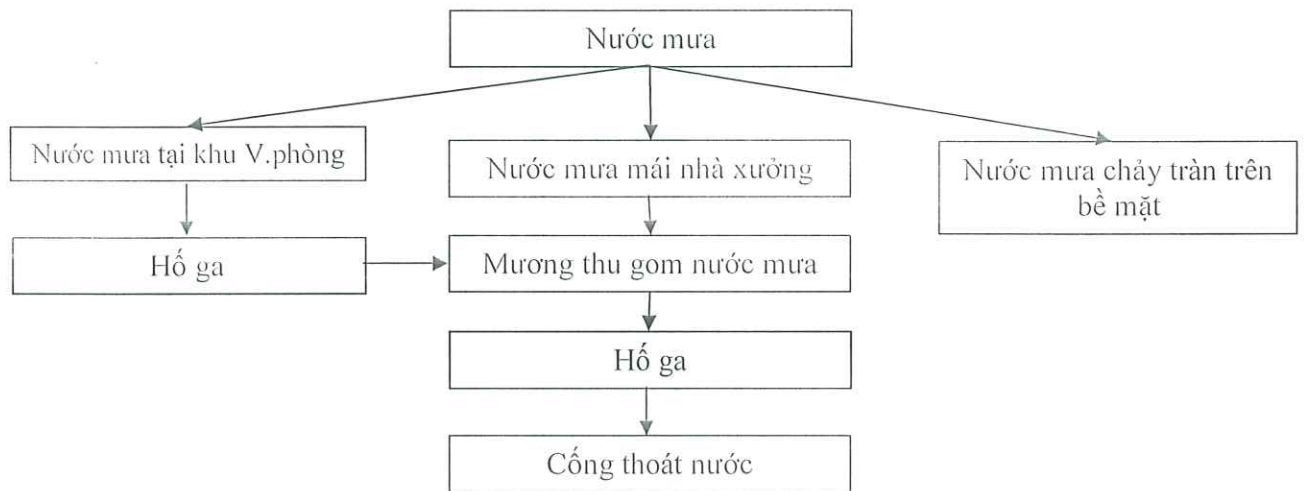 Nước mưa
Nước mưa tại khu V.phòng
Nước mưa mái nhà xưởng
Nước mưa chảy tràn trên
bề mặt
Hố ga
Mương thu gom nước mưa
Hố ga
Cống thoát nước